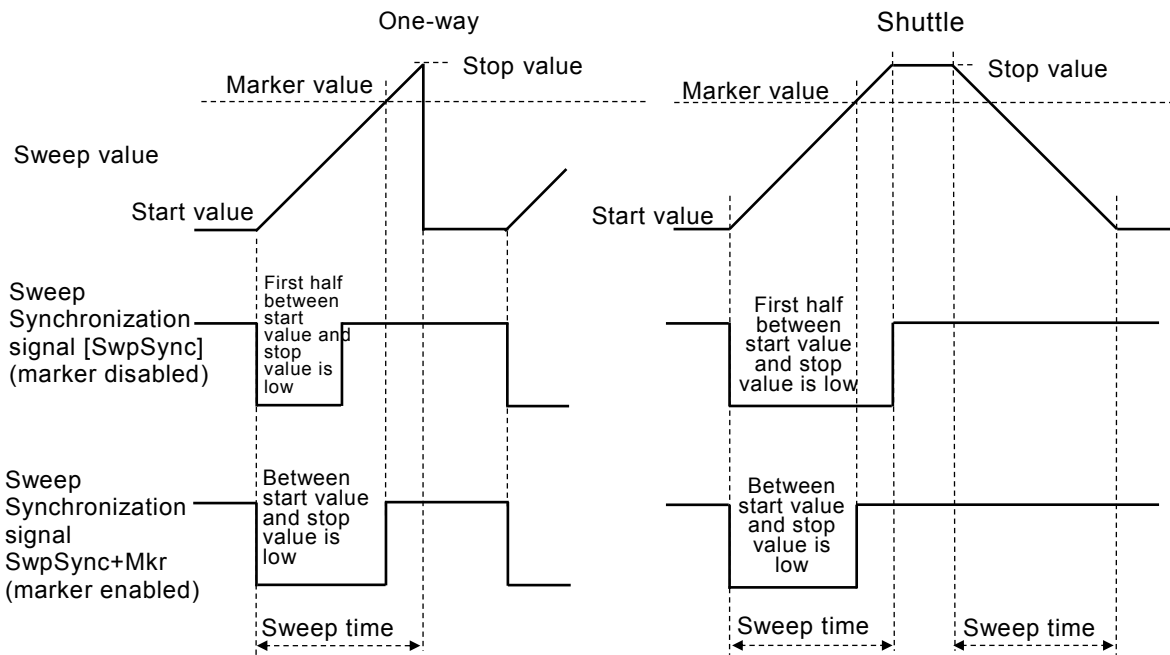 One-way
Shuttle
Stop value
Stop value
Marker value
Marker value
Sweep value
Start value
Start value
Sweep
Synchronization
signal [SwpSync]
(marker disabled)
First half
between
start
value and
stop
value is
low
First half
between
start value
and stop
value is low
Sweep
Synchronization
signal
SwpSync+Mkr
(marker enabled)
Between
start value
and stop
value is
low
Between
start value
and stop
value is
low
Sweep time
Sweep time
Sweep time